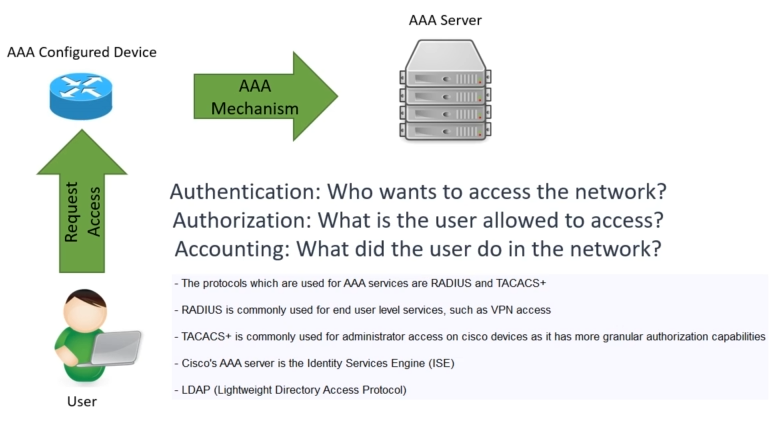 AAA Server
AAA Configured Device
AAA
Mechanism
Request
Access
Authentication: Who wants to access the network?
Authorization: What is the user allowed to access?
Accounting: What did the user do in the network?
- The protocols which are used for AAA services are RADIUS and TACACS+
- RADIUS is commonly used for end user level services, such as VPN access
- TACACS+ is commonly used for administrator access on cisco devices as it has more granular authorization capabilities
- Cisco's AAA server is the Identity Services Engine (ISE)
- LDAP (Lightweight Directory Access Protocol)
User